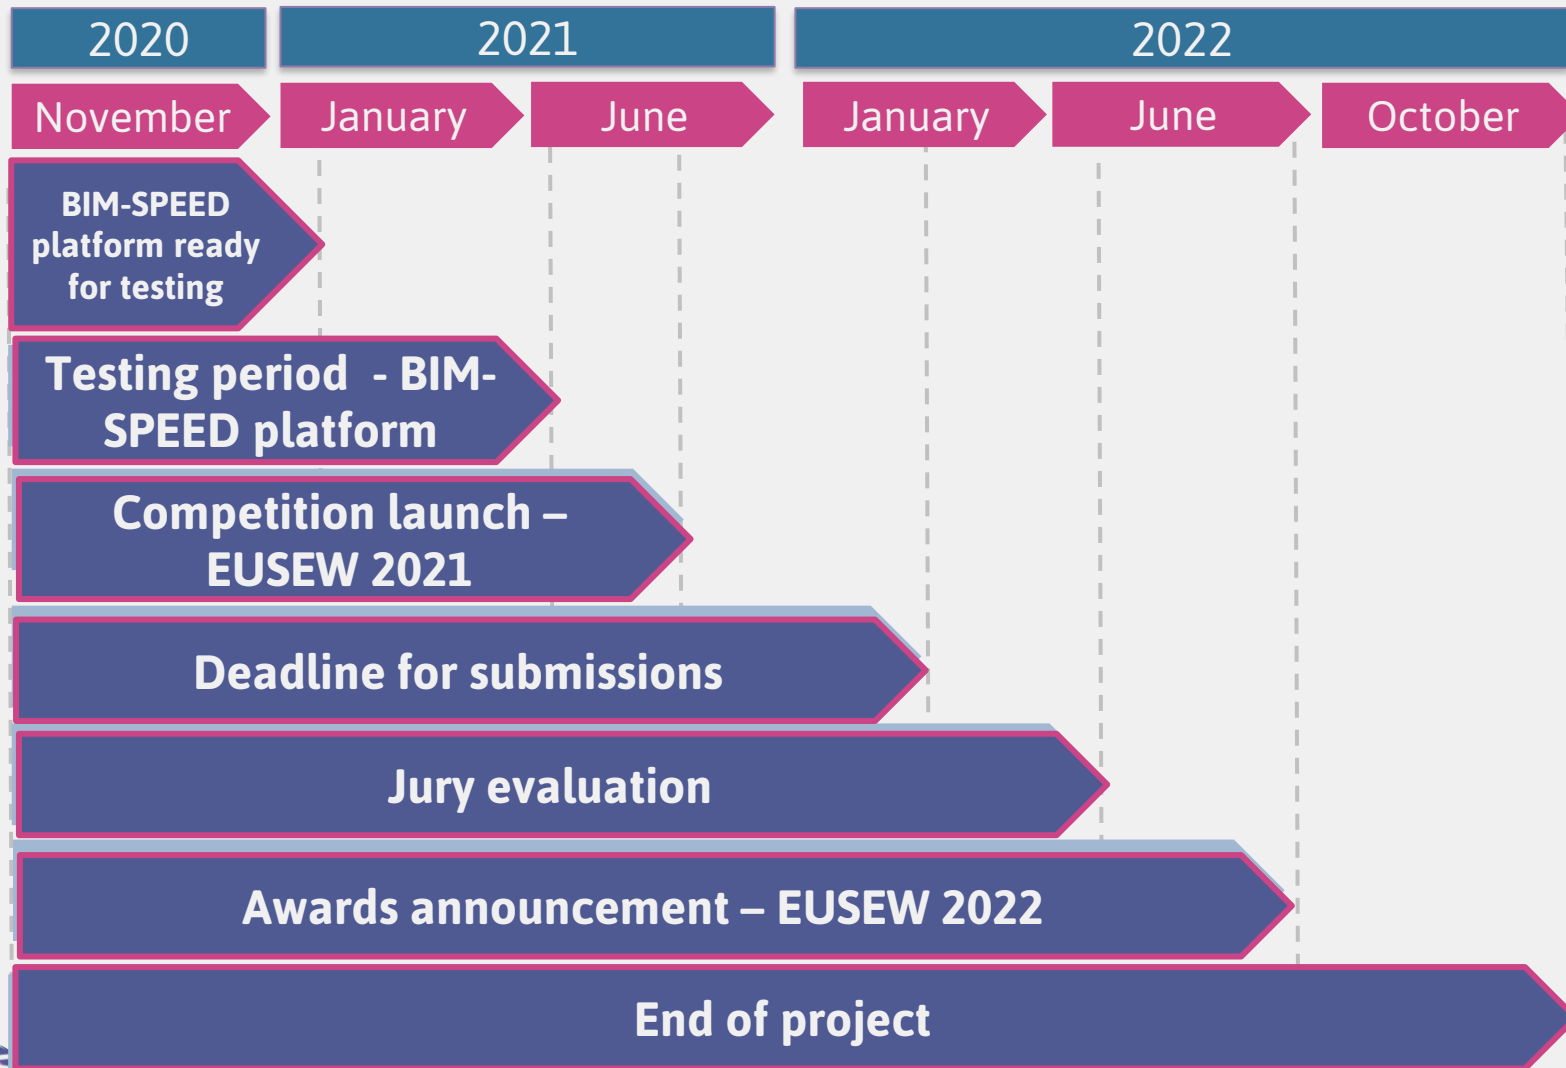 2020
2021
2022
November
January
June
January
June
October
BIM-SPEED
platform ready
for testing
Testing period - BIM-
SPEED platform
Competition launch –
EUSEW 2021
Deadline for submissions
Jury evaluation
Awards announcement – EUSEW 2022
End of project